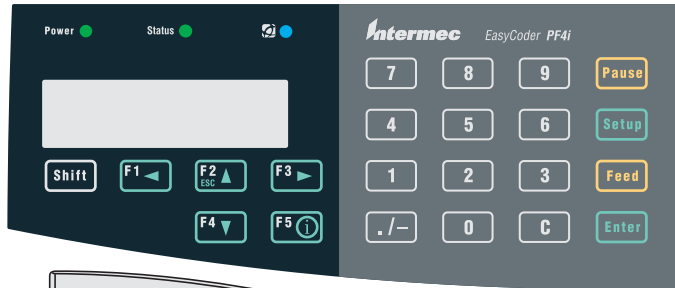 Power Status
Intermec EasyCoder PF4i
7 8 9 Pause
4 5 6 Setup
Shift F1 F2 ESC F3 1 2 3 Feed
F4 F5 i ./– 0 C Enter